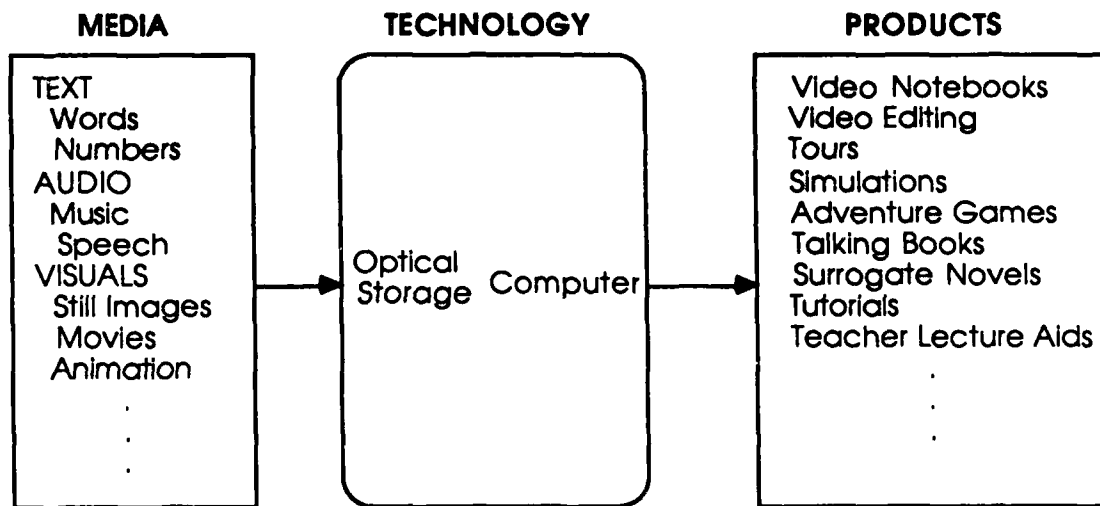 MEDIA
TEXT
Words
Numbers
AUDIO
Music
Speech
VISUALS
Still Images
Movies
Animation
.
.
.
TECHNOLOGY
Optical
Storage
Computer
PRODUCTS
Video Notebooks
Video Editing
Tours
Simulations
Adventure Games
Talking Books
Surrogate Novels
Tutorials
Teacher Lecture Aids
.
.
.